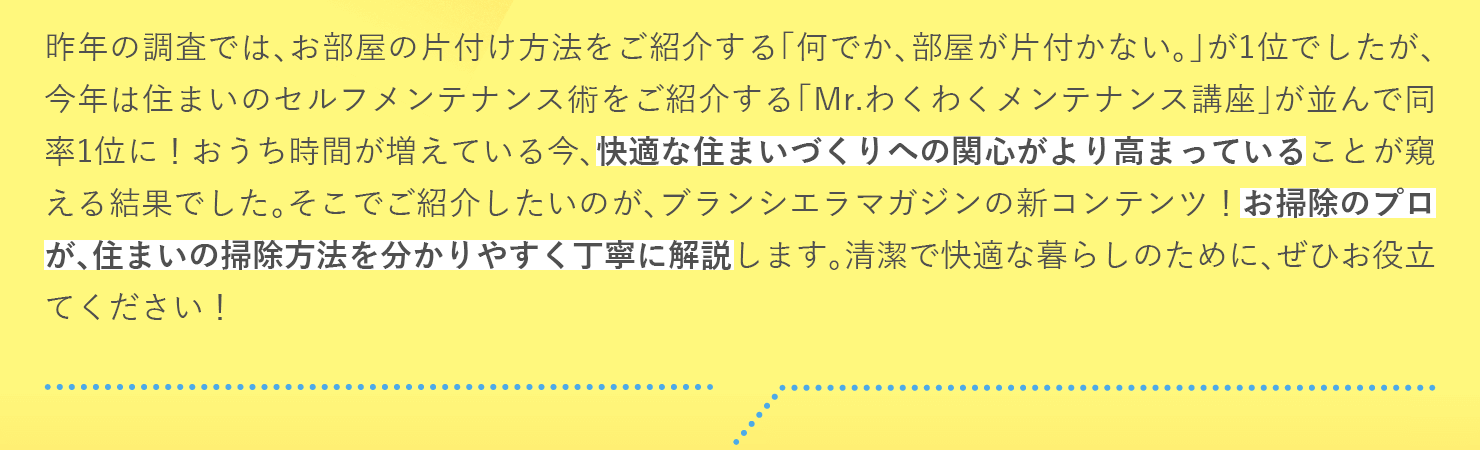 昨年の調査では、お部屋の片付け方法をご紹介する「何でか、部屋が片付かない。」が1位でしたが、
今年は住まいのセルフメンテナンス術をご紹介する「Mr.わくわくメンテナンス講座」が並んで同
率1位に！おうち時間が増えている今、快適な住まいづくりへの関心がより高まっていることが窺
える結果でした。そこでご紹介したいのが、ブランシエラマガジンの新コンテンツ！お掃除のプロ
が、住まいの掃除方法を分かりやすく丁寧に解説します。清潔で快適な暮らしのために、ぜひお役立
てください！